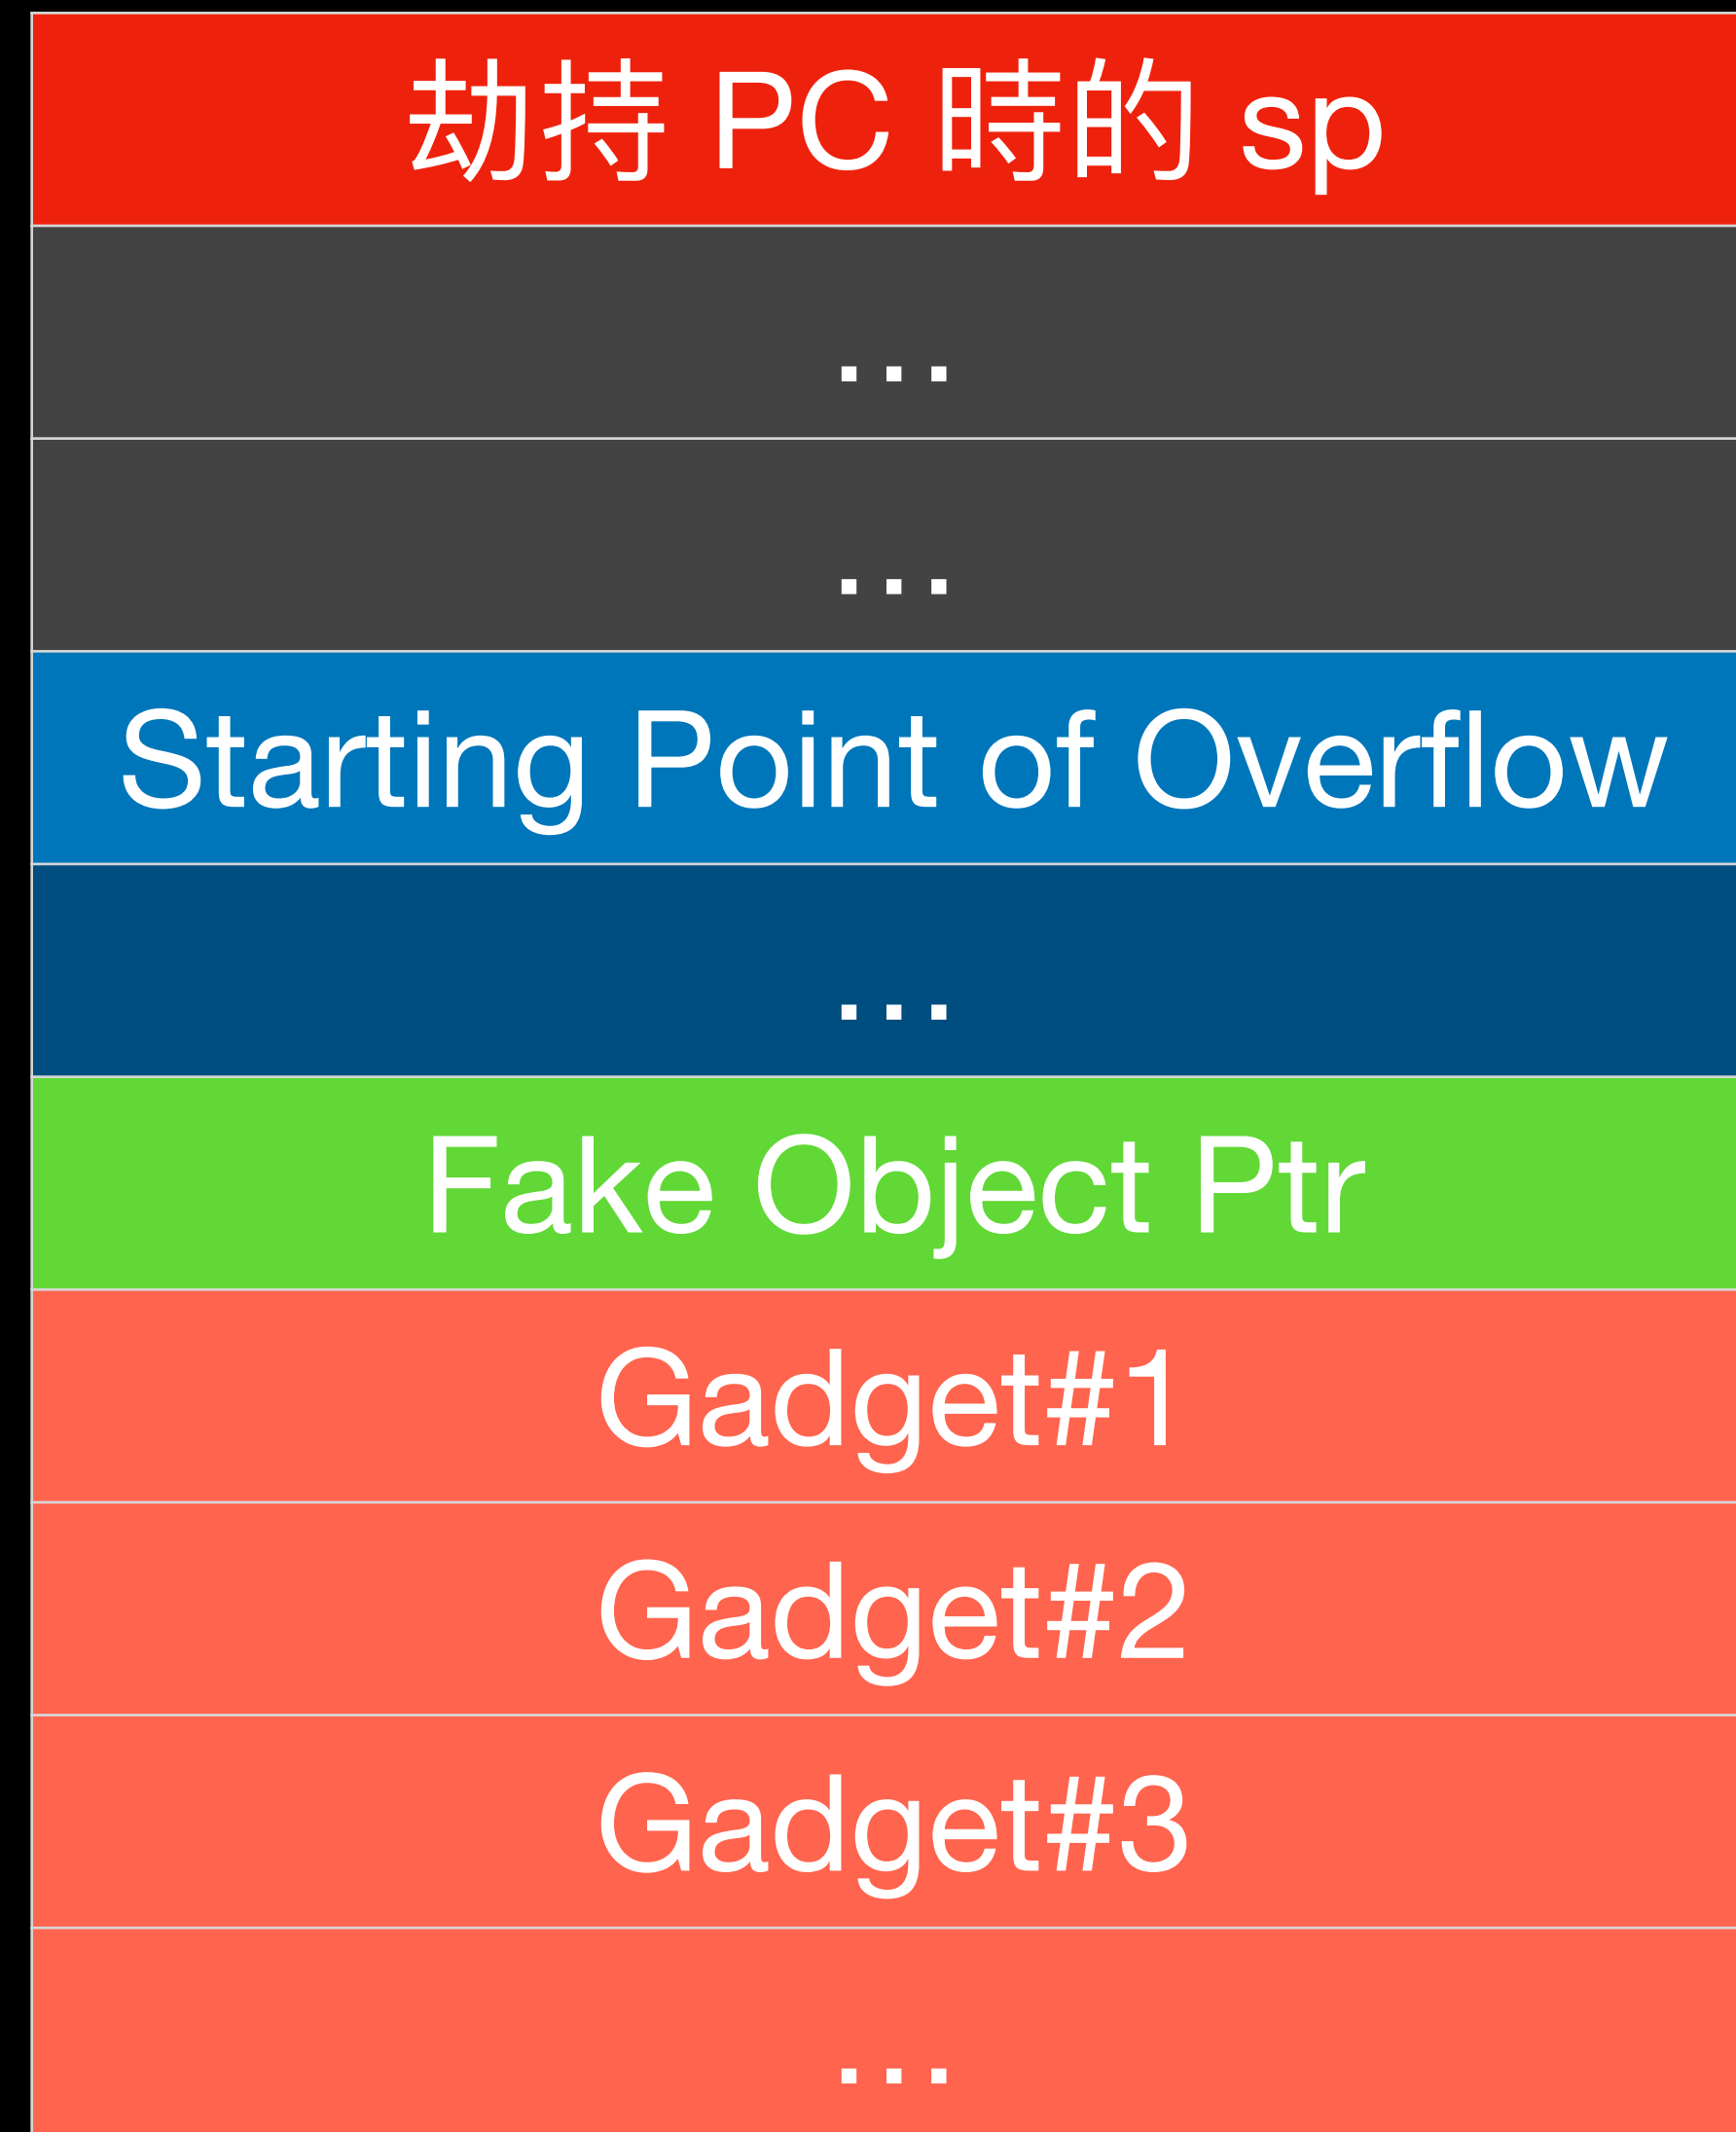 劫持 PC 時的 sp
...
...
Starting Point of Overflow
...
Fake Object Ptr
Gadget#1
Gadget#2
Gadget#3
...